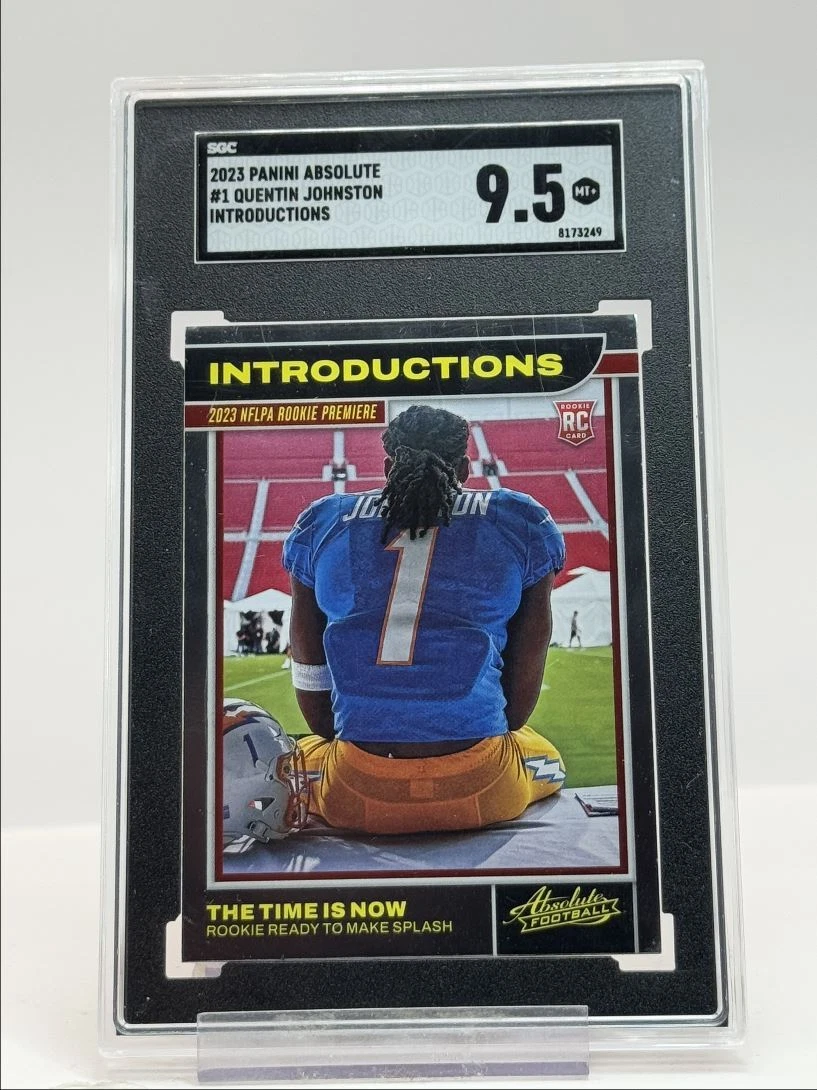 SGC
2023 PANINI ABSOLUTE
#1 QUENTIN JOHNSTON
INTRODUCTIONS
9.5
MT+
8173249
INTRODUCTIONS
2023 NFLPA ROOKIE PREMIERE
ROOKIE
RC
CARD
1
1
THE TIME IS NOW
ROOKIE READY TO MAKE SPLASH
Absolute
FOOTBALL